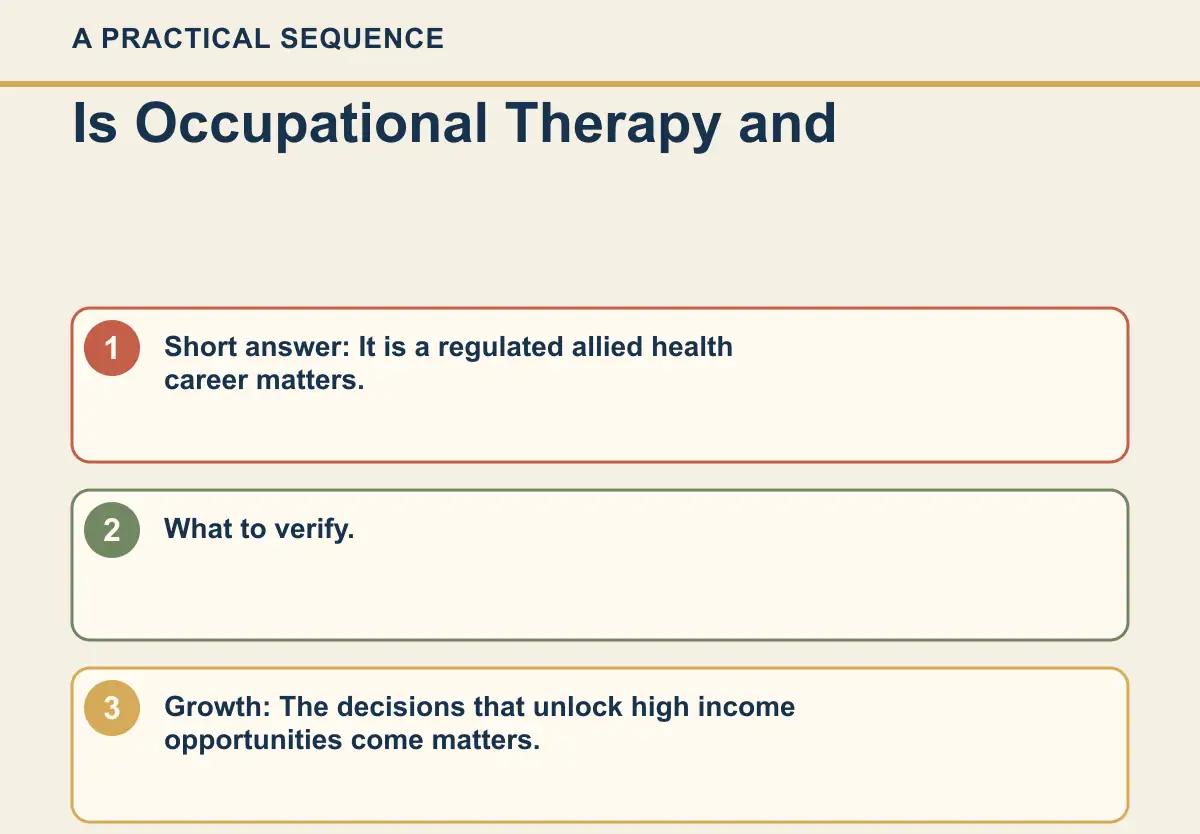 A PRACTICAL SEQUENCE
Is Occupational Therapy and
1
Short answer: It is a regulated allied health
career matters.
2
What to verify.
3
Growth: The decisions that unlock high income
opportunities come matters.